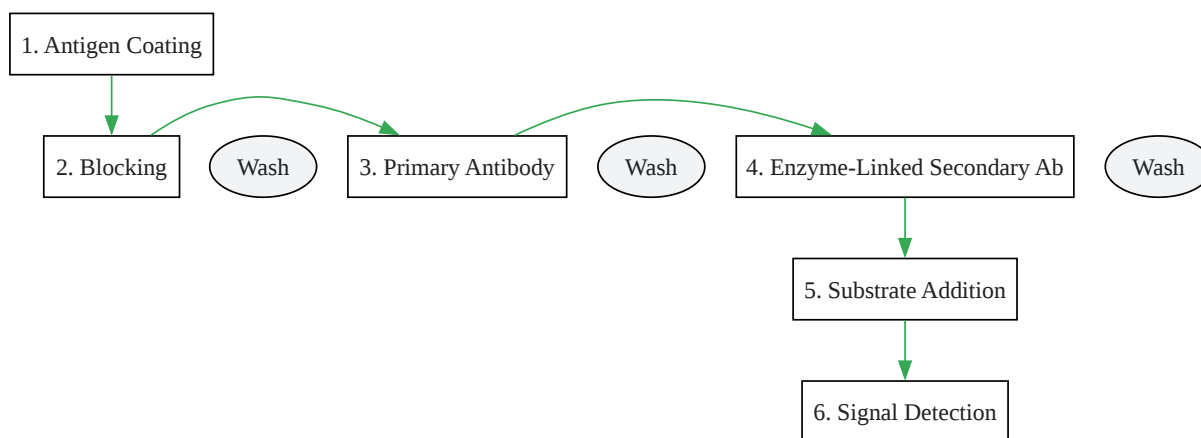 1. Antigen Coating
2. Blocking
Wash
3. Primary Antibody
Wash
4. Enzyme-Linked Secondary Ab
Wash
5. Substrate Addition
6. Signal Detection